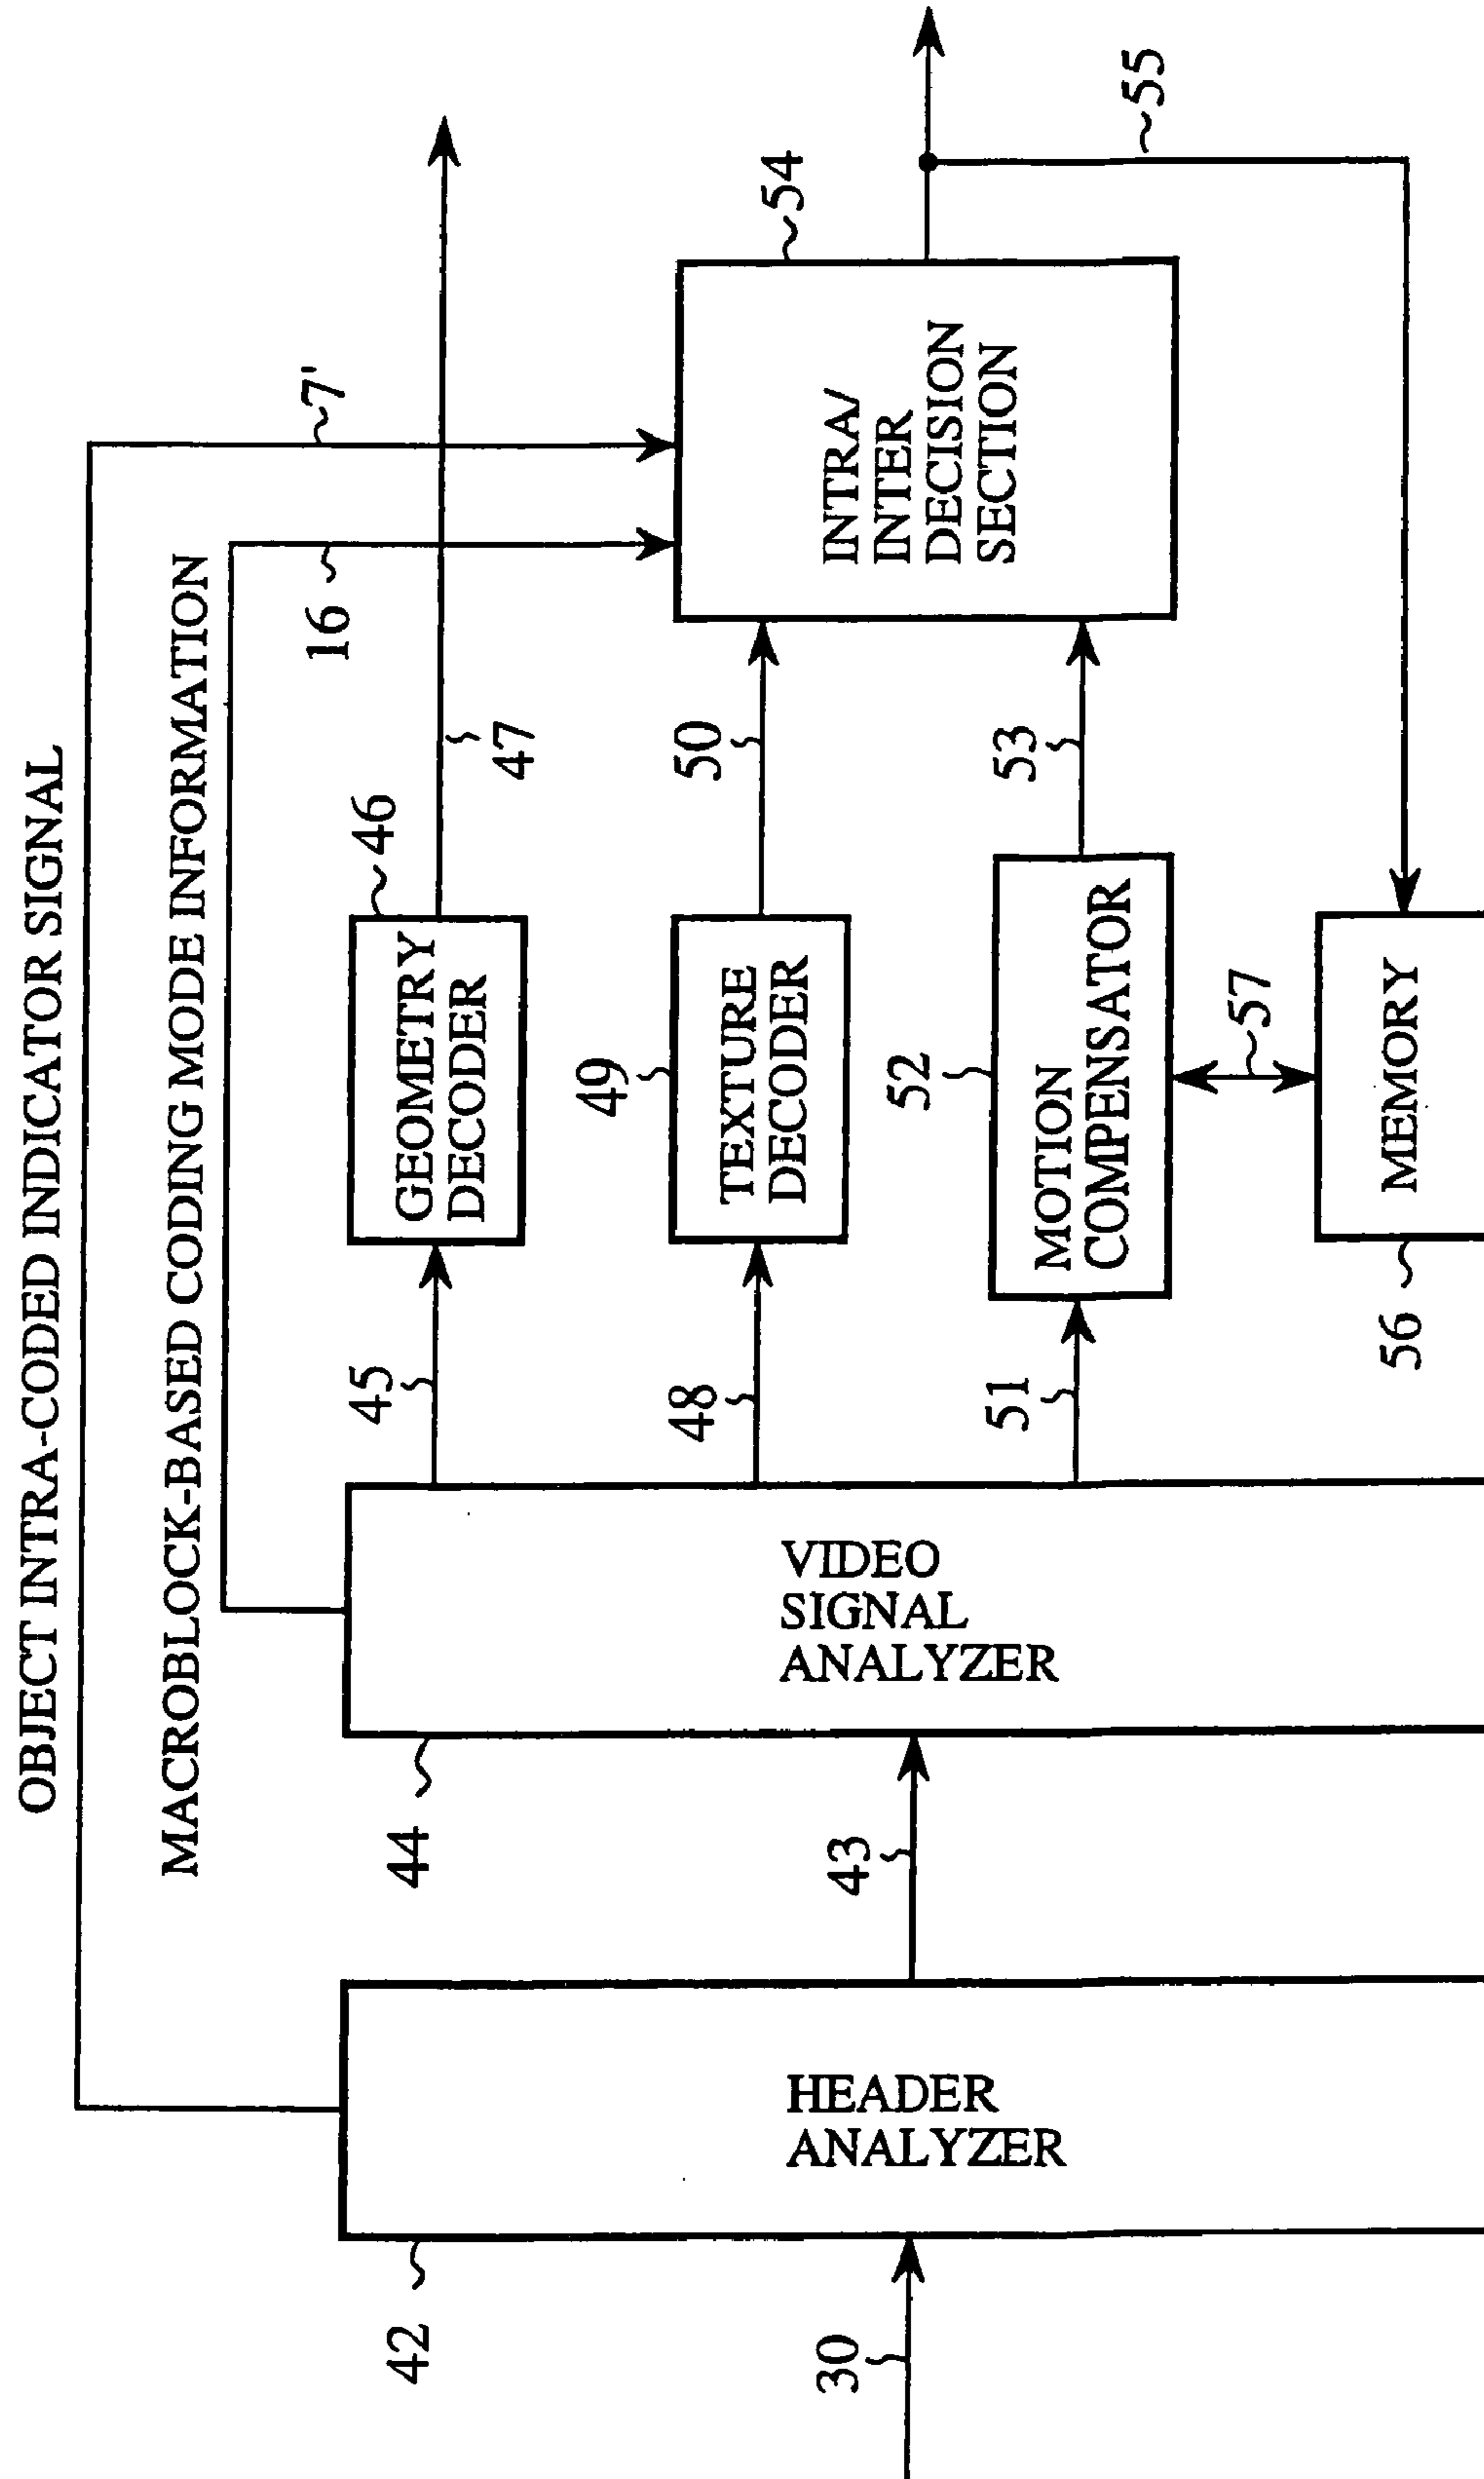 OBJECT INTRA-CODED INDICATOR SIGNAL
MACROBLOCK-BASED CODING MODE INFORMATION
7'
16
30
42
HEADER
ANALYZER
43
44
VIDEO
SIGNAL
ANALYZER
45
46
GEOMETRY
DECODER
47
48
49
TEXTURE
DECODER
50
51
52
MOTION
COMPENSATOR
53
54
INTRA/
INTER
DECISION
SECTION
55
56
MEMORY
57